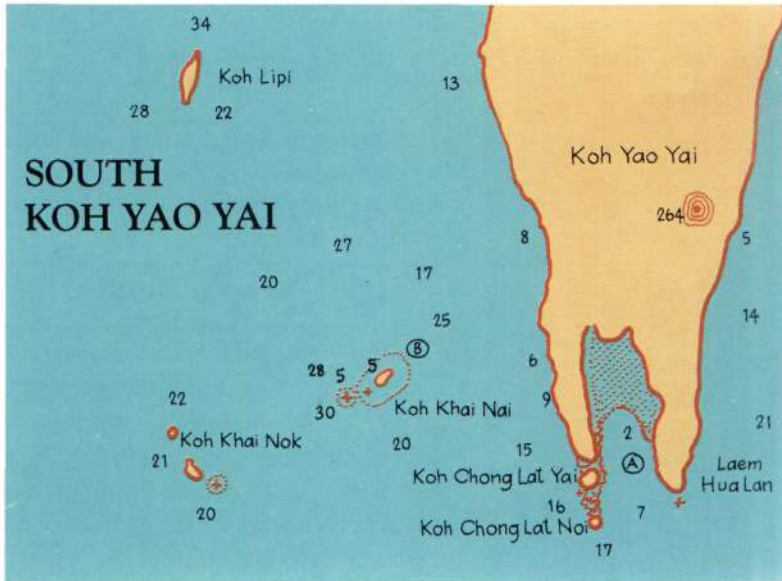 34
Koh Lipi
28
22
13
SOUTH
KOH YAO YAI
Koh Yao Yai
264
8
5
27
20
17
25
14
B
28
5
5
6
30
Koh Khai Nai
9
22
Koh Khai Nok
20
15
2
21
21
A
Laem
Hua Lan
Koh Chong Lat Yai
20
16
7
Koh Chong Lat Noi
17